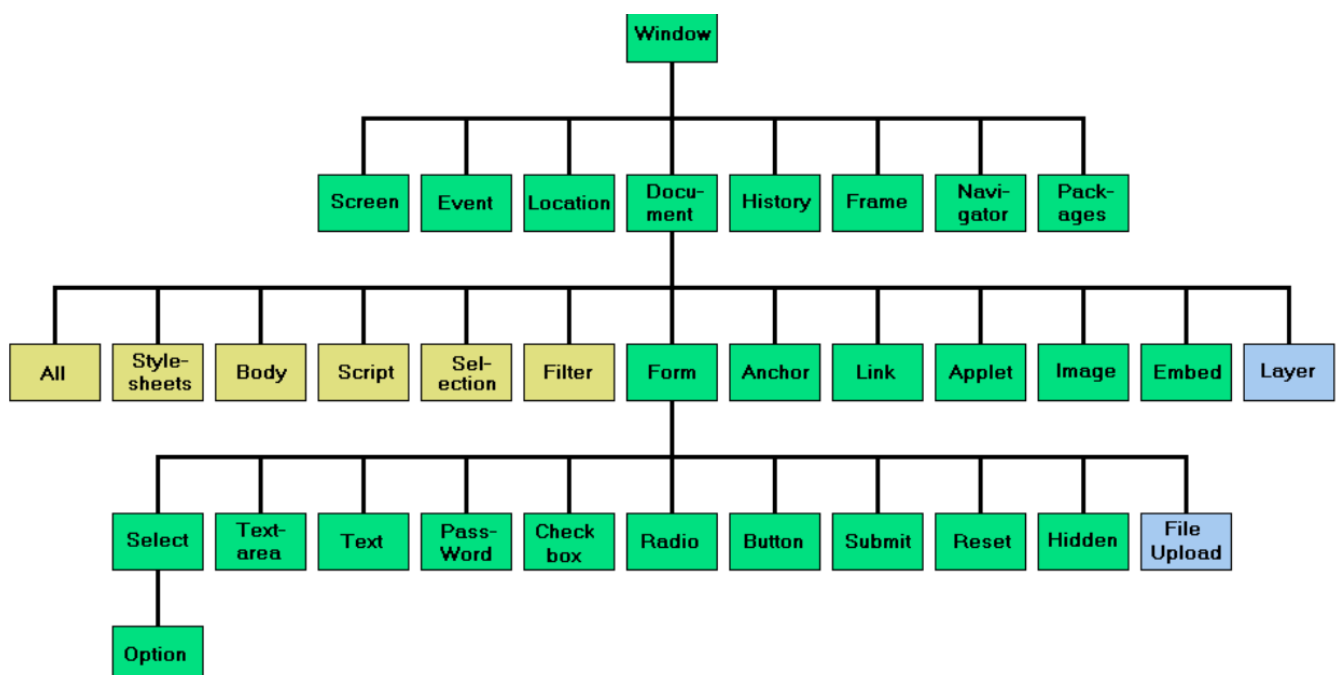 Window
Screen
Event
Location
Docu-
ment
History
Frame
Navi-
gator
Pack-
ages
All
Style-
sheets
Body
Script
Sel-
ection
Filter
Form
Anchor
Link
Applet
Image
Embed
Layer
Select
Text-
area
Text
Pass-
Word
Check
box
Radio
Button
Submit
Reset
Hidden
File
Upload
Option